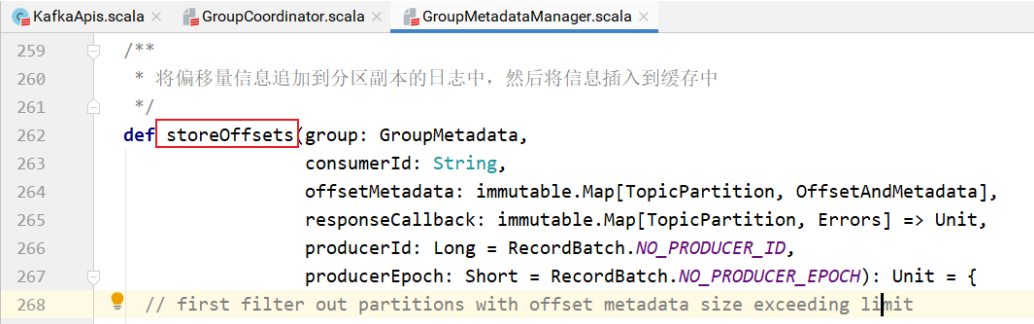 KafkaApis.scala GroupCoordinator.scala GroupMetadataManager.scala
259 /**
260 * 将偏移量信息追加到分区副本的日志中，然后将信息插入到缓存中
261 */
262 def storeOffsets(group: GroupMetadata,
263 consumerId: String,
264 offsetMetadata: immutable.Map[TopicPartition, OffsetAndMetadata],
265 responseCallback: immutable.Map[TopicPartition, Errors] => Unit,
266 producerId: Long = RecordBatch.NO_PRODUCER_ID,
267 producerEpoch: Short = RecordBatch.NO_PRODUCER_EPOCH): Unit = {
268 // first filter out partitions with offset metadata size exceeding limit